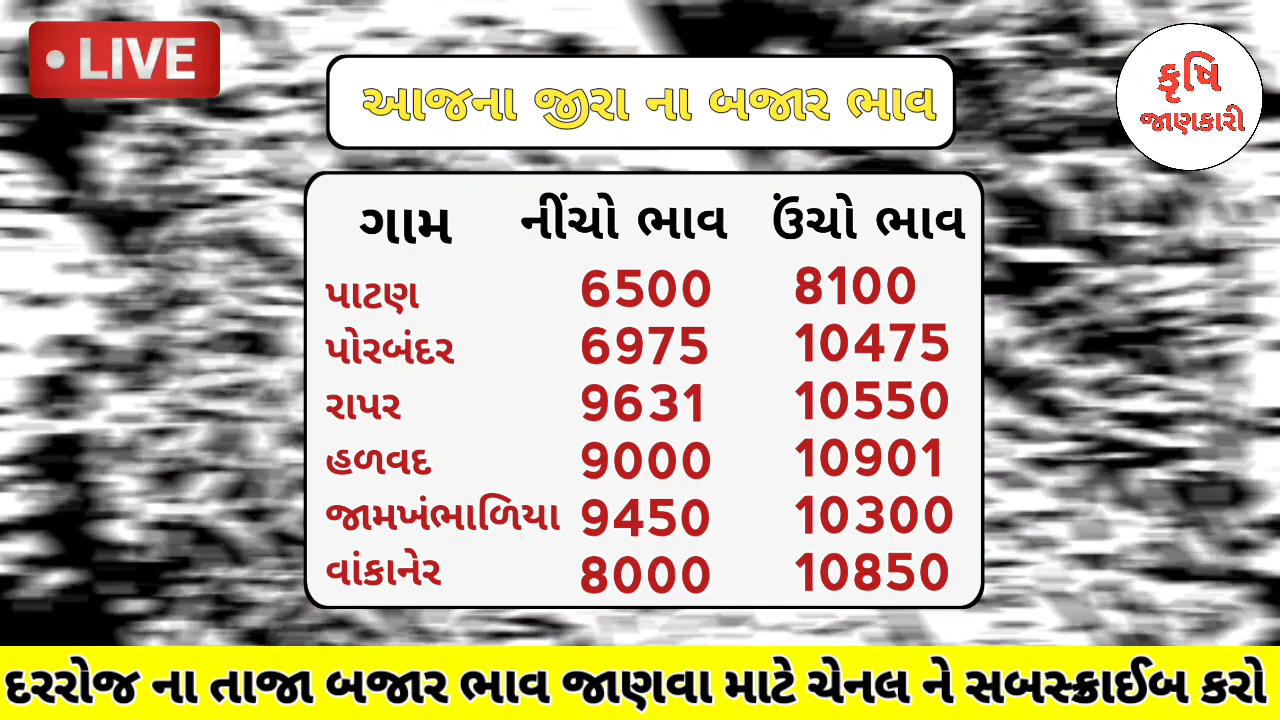 LIVE
આજના જીરા ના બજાર ભાવ
કૃષિ
જાણકારી
ગામ નીંચો ભાવ ઉંચો ભાવ
પાટણ 6500 8100
પોરબંદર 6975 10475
રાપર 9631 10550
હળવદ 9000 10901
જામખંભાળિયા 9450 10300
વાંકાનેર 8000 10850
દરરોજ ના તાજા બજાર ભાવ જાણવા માટે ચેનલ ને સબસ્ક્રાઈબ કરો